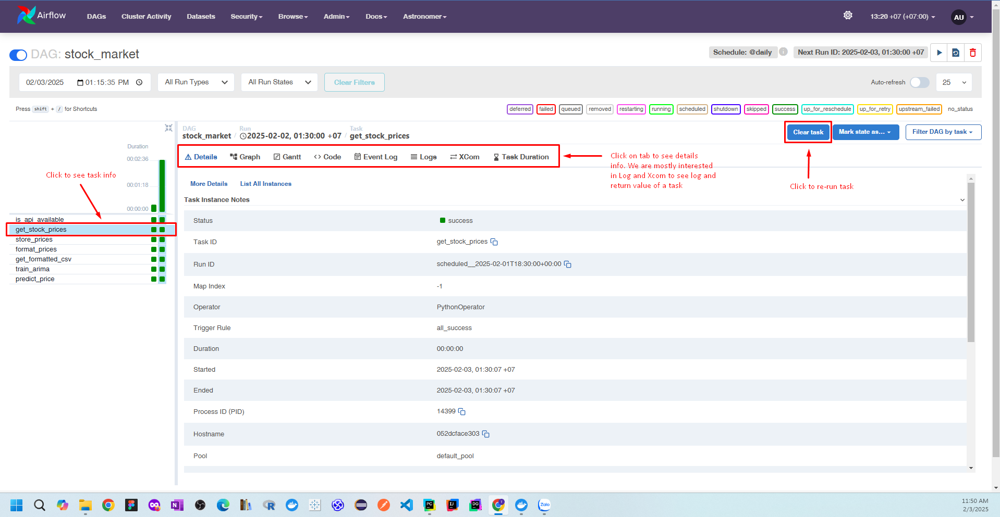 Airflow
DAGs
Cluster Activity
Datasets
Security
Browse
Admin
Docs
Astronomer
13:20 +07 (+07:00)
AU
DAG: stock_market
Schedule: @daily
Next Run ID: 2025-02-03, 01:30:00 +07
02/03/2025 01:15:35 PM
All Run Types
All Run States
Clear Filters
Auto-refresh
25
Press shift + / for Shortcuts
deferred
failed
queued
removed
restarting
running
scheduled
shutdown
skipped
success
up_for_reschedule
up_for_retry
upstream_failed
no_status
DAG
stock_market
Run
2025-02-02, 01:30:00 +07
Task
get_stock_prices
Clear task
Mark state as...
Filter DAG by task
Duration
00:02:36
00:01:18
00:00:00
Click to see task info
is_api_available
get_stock_prices
store_prices
format_prices
get_formatted_csv
train_arima
predict_price
Details
Graph
Gantt
Code
Event Log
Logs
XCom
Task Duration
Click on tab to see details
info. We are mostly interested
in Log and Xcom to see log and
return value of a task
Click to re-run task
More Details
List All Instances
Task Instance Notes
Status
success
Task ID
get_stock_prices
Run ID
scheduled__2025-02-01T18:30:00+00:00
Map Index
-1
Operator
PythonOperator
Trigger Rule
all_success
Duration
00:00:00
Started
2025-02-03, 01:30:07 +07
Ended
2025-02-03, 01:30:07 +07
Process ID (PID)
14399
Hostname
052dcface303
Pool
default_pool
PC
IJ
DG
Zalo
11:50 AM
2/3/2025